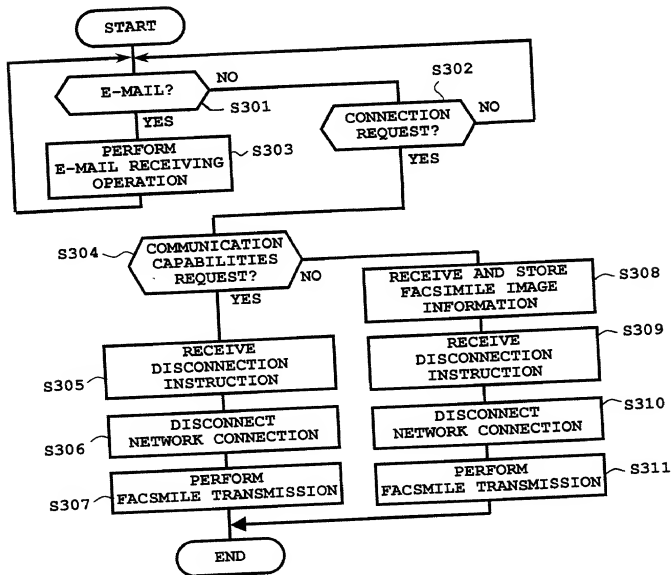 START
E-MAIL?
NO
S301
YES
S302
CONNECTION
REQUEST?
NO
YES
PERFORM
E-MAIL RECEIVING
OPERATION
S303
S304
COMMUNICATION
CAPABILITIES
REQUEST?
NO
YES
RECEIVE AND STORE
FACSIMILE IMAGE
INFORMATION
S308
RECEIVE
DISCONNECTION
INSTRUCTION
S305
RECEIVE
DISCONNECTION
INSTRUCTION
S309
DISCONNECT
NETWORK CONNECTION
S306
DISCONNECT
NETWORK CONNECTION
S310
PERFORM
FACSMILE TRANSMISSION
S307
PERFORM
FACSMILE TRANSMISSION
S311
END